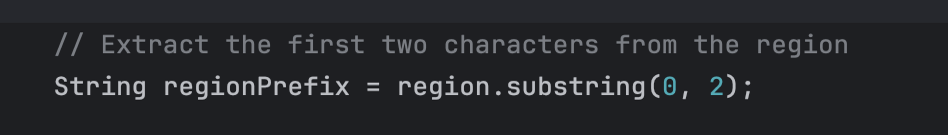 // Extract the first two characters from the region
String regionPrefix = region.substring(0, 2);